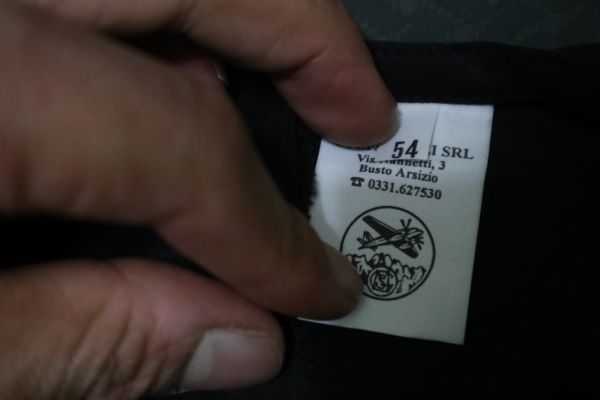 54
SRL
Via 3
Busto Arsizio
☎ 0331.627530